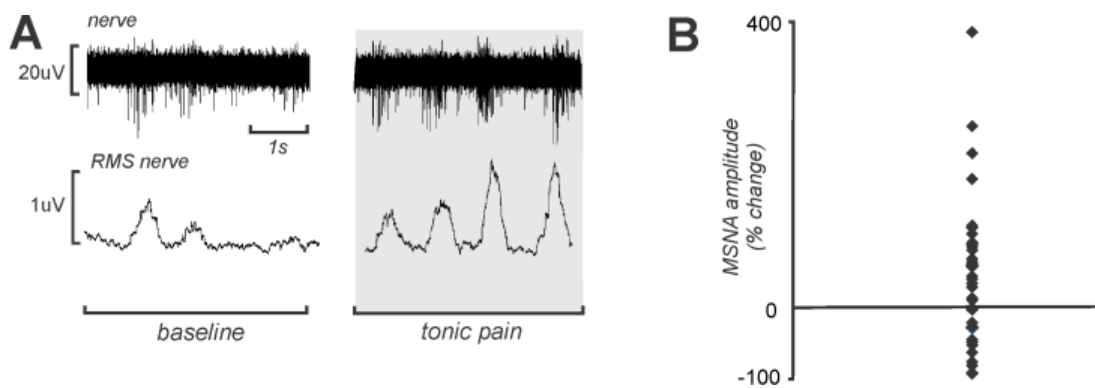 A
nerve
20uV
1s
RMS nerve
1uV
baseline
tonic pain
B
400
MSNA amplitude
(% change)
0
-100